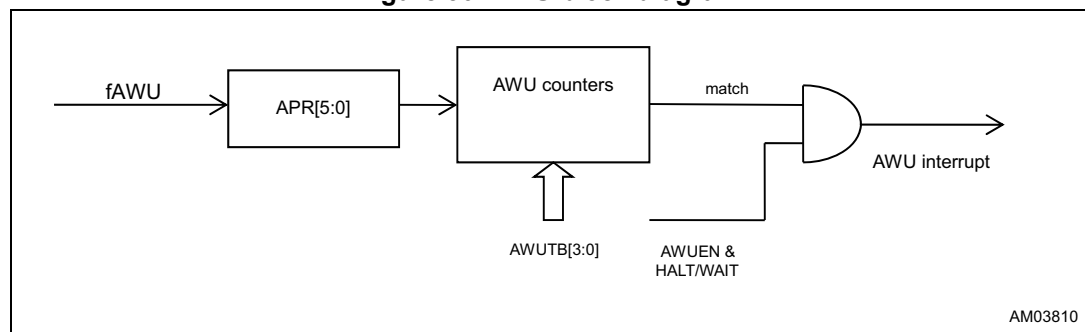 fAWU
APR[5:0]
AWU counters
match
AWU interrupt
AWUTB[3:0]
AWUEN &
HALT/WAIT
AM03810